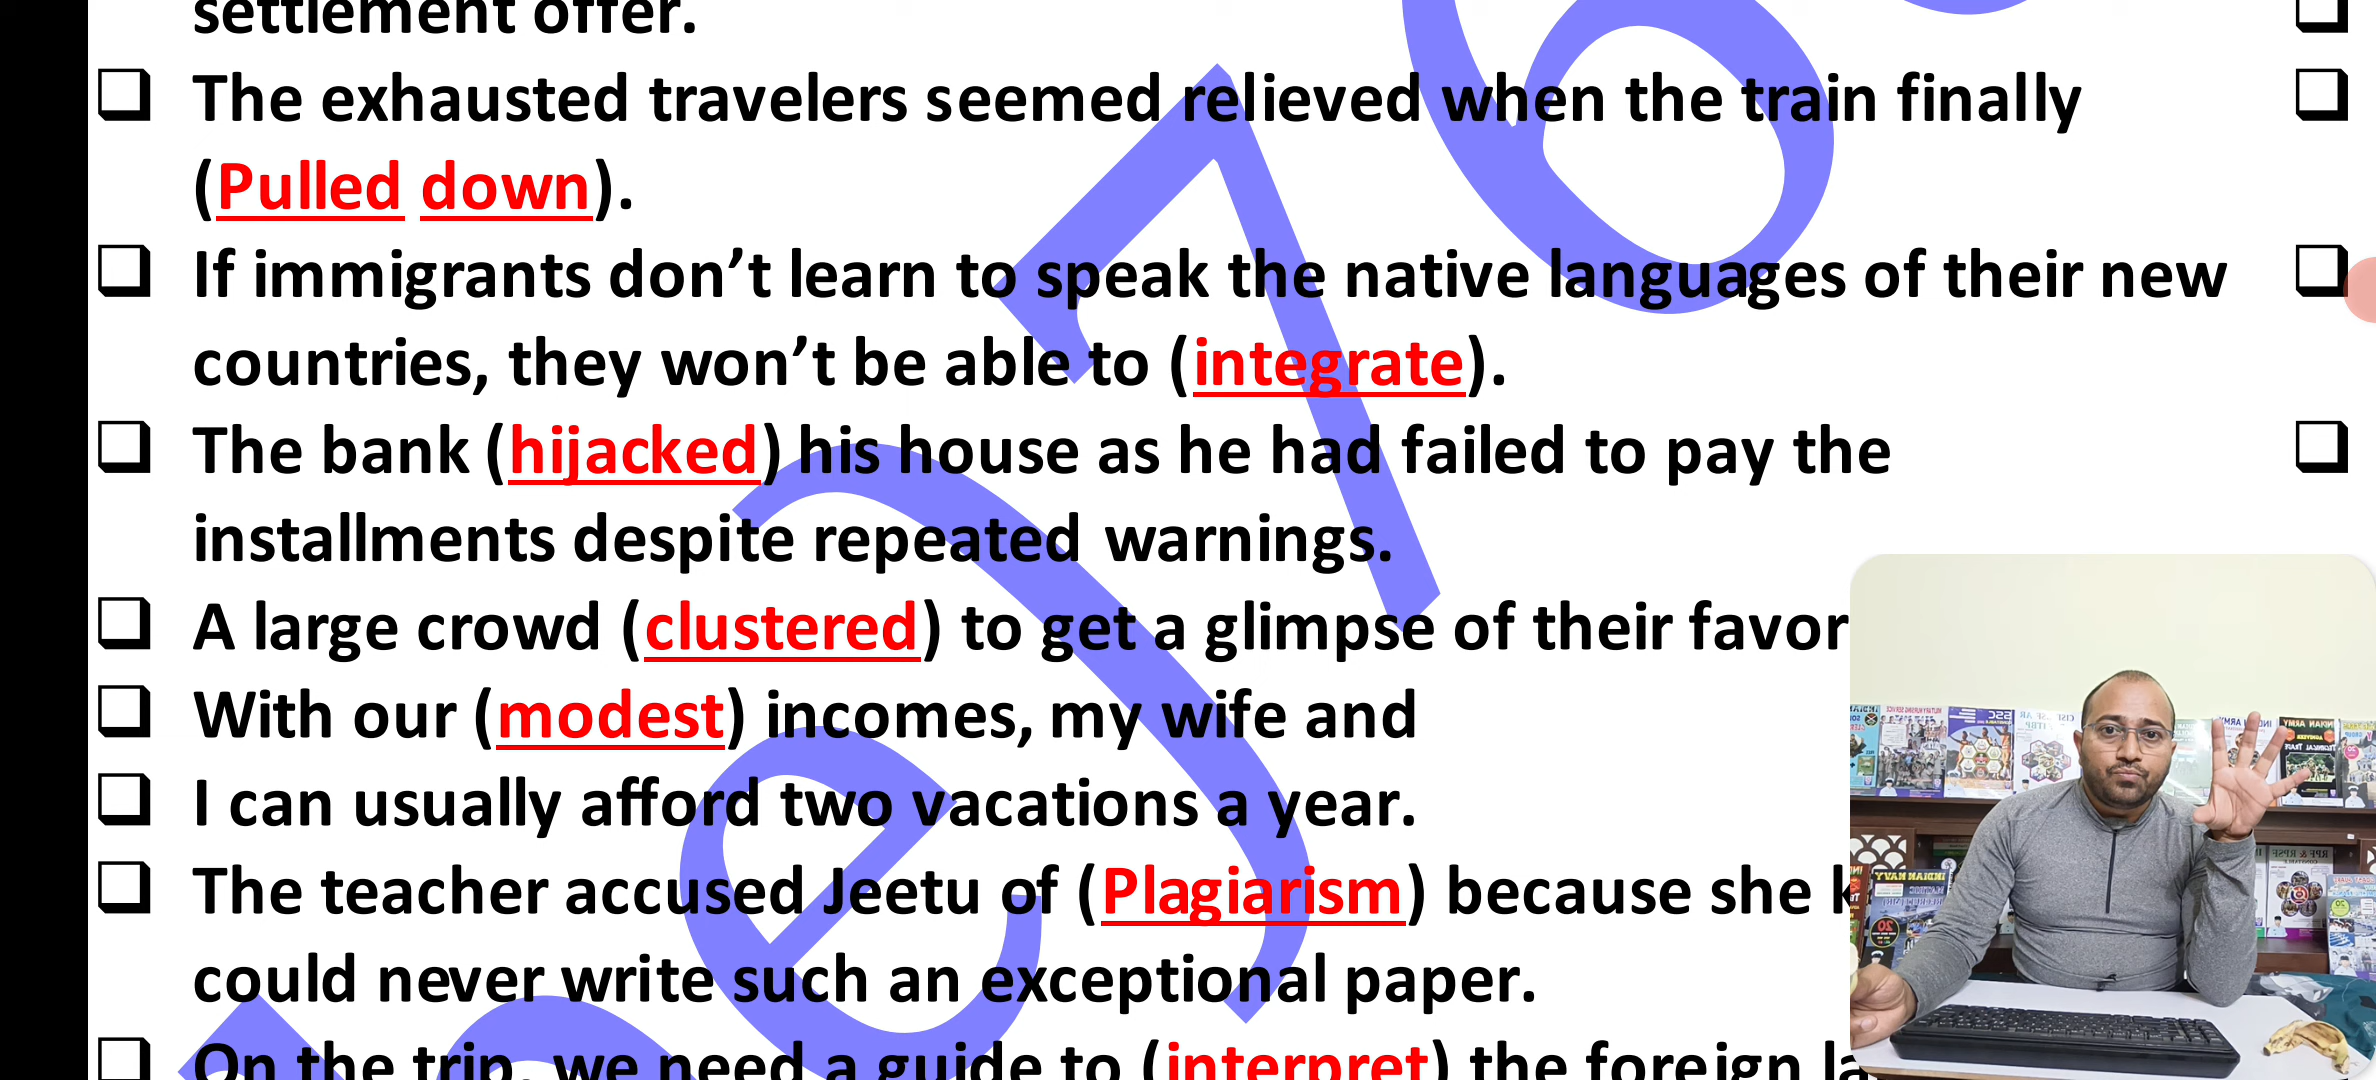 settlement offer.
❑ The exhausted travelers seemed relieved when the train finally
(Pulled down).
❑ If immigrants don’t learn to speak the native languages of their new
countries, they won’t be able to (integrate).
❑ The bank (hijacked) his house as he had failed to pay the
installments despite repeated warnings.
❑ A large crowd (clustered) to get a glimpse of their favor
❑ With our (modest) incomes, my wife and
❑ I can usually afford two vacations a year.
❑ The teacher accused Jeetu of (Plagiarism) because she k
could never write such an exceptional paper.
❑ On the trip, we need a guide to (interpret) the foreign la